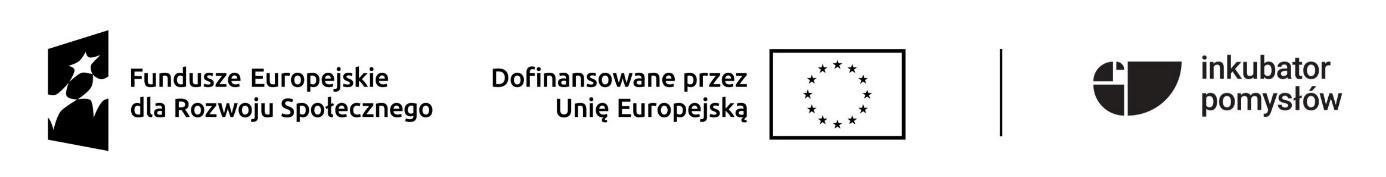 Fundusze Europejskie
dla Rozwoju Społecznego
Dofinansowane przez
Unię Europejską
inkubator
pomysłów